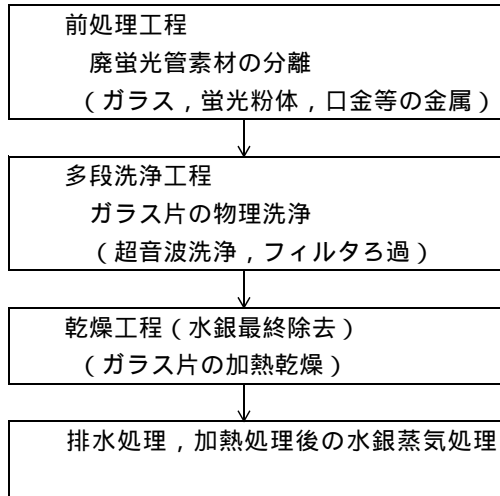 前処理工程
廃蛍光管素材の分離
（ガラス，蛍光粉体，口金等の金属）
多段洗浄工程
ガラス片の物理洗浄
（超音波洗浄，フィルタろ過）
乾燥工程（水銀最終除去）
（ガラス片の加熱乾燥）
排水処理，加熱処理後の水銀蒸気処理